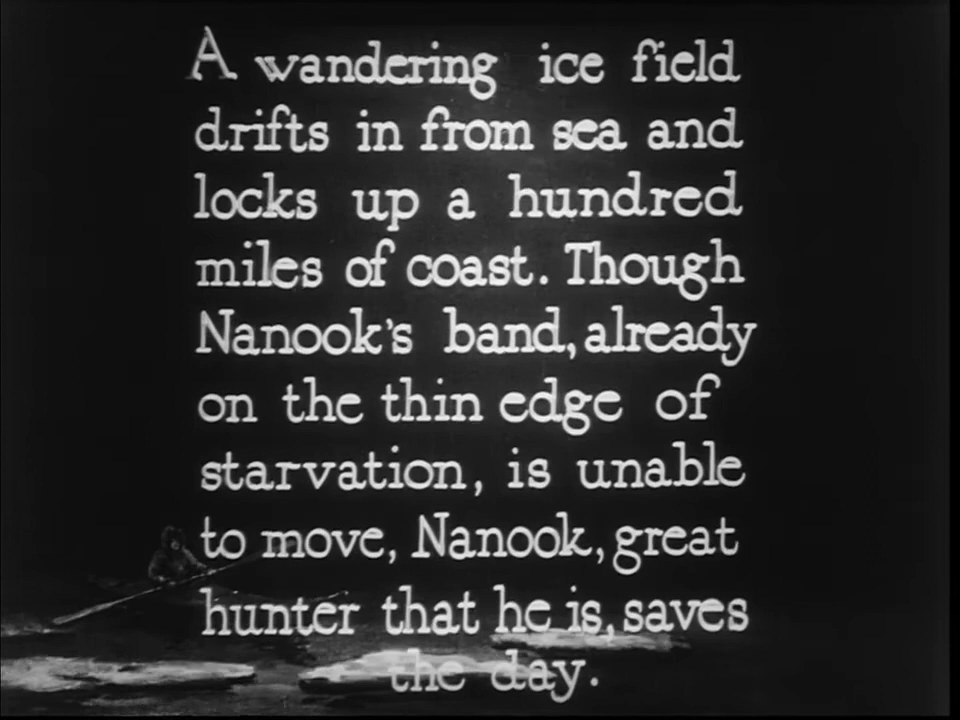 A wandering ice field
drifts in from sea and
locks up a hundred
miles of coast. Though
Nanook's band, already
on the thin edge of
starvation, is unable
to move, Nanook, great
hunter that he is, saves
the day.